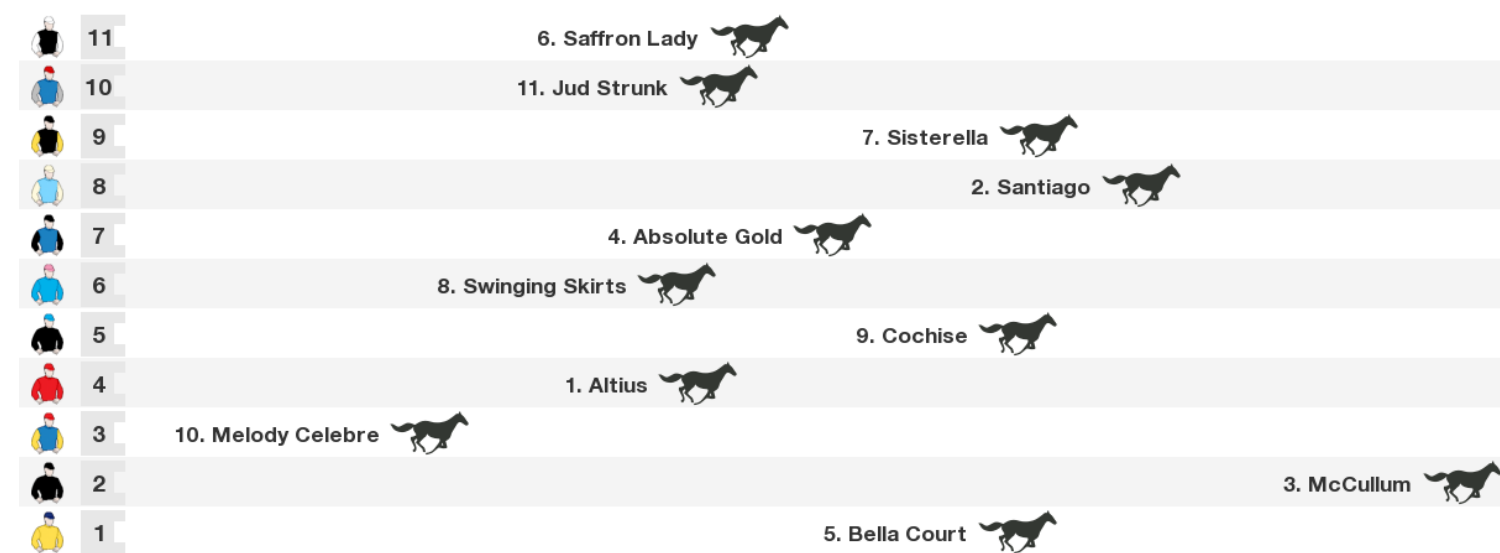 11 6. Saffron Lady
10 11. Jud Strunk
9 7. Sisterella
8 2. Santiago
7 4. Absolute Gold
6 8. Swinging Skirts
5 9. Cochise
4 1. Altius
3 10. Melody Celebre
2 3. McCullum
1 5. Bella Court